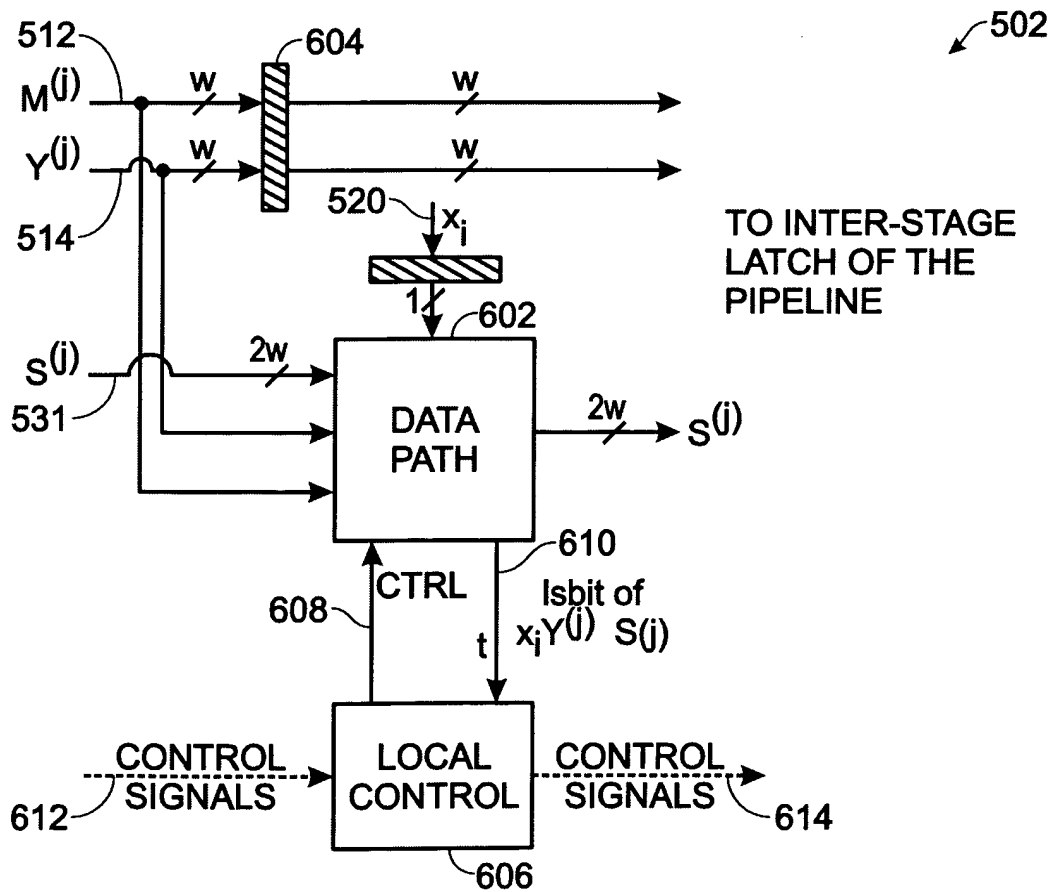 512
604
502
M(j)
w
w
Y(j)
w
w
514
520
xi
TO INTER-STAGE
LATCH OF THE
PIPELINE
1
602
S(j)
2w
531
DATA
PATH
2w
S(j)
610
CTRL
lsbit of
608
xiY(j) S(j)
t
CONTROL
SIGNALS
LOCAL
CONTROL
CONTROL
SIGNALS
612
614
606